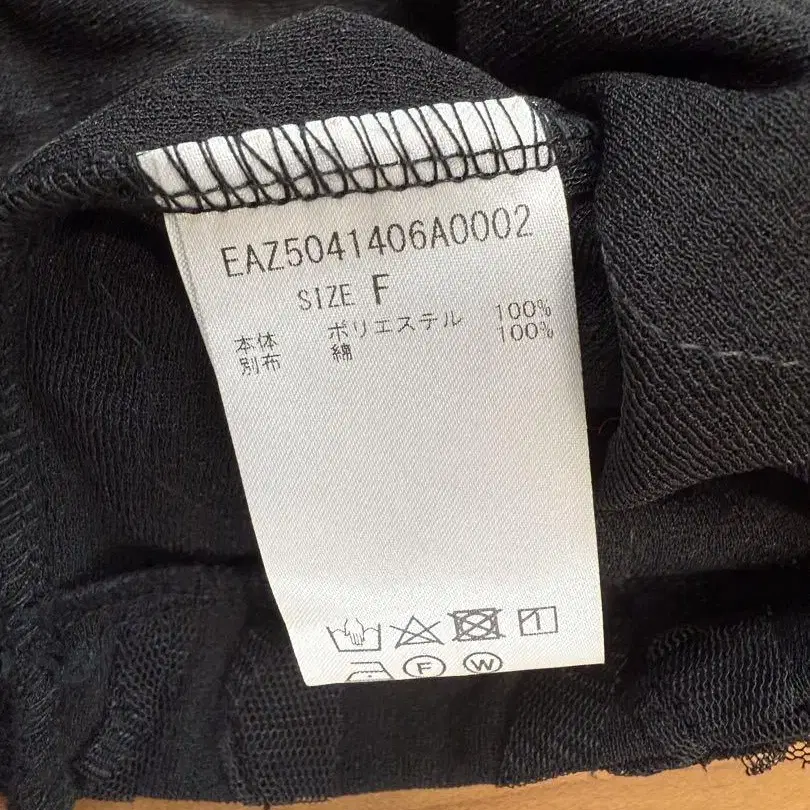 EAZ5041406A0002
SIZE F
本体 ポリエステル 100%
別布 綿 100%
F W